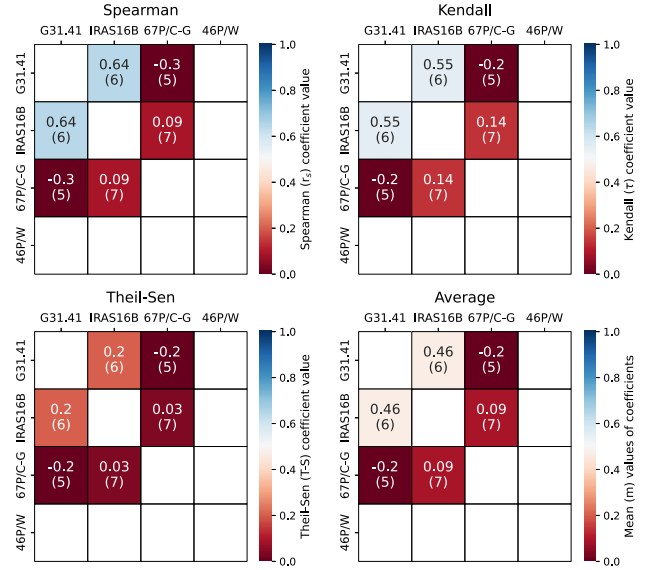 Spearman
G31.41 IRAS16B 67P/C-G 46P/W
G31.41
IRAS16B
67P/C-G
46P/W
0.64
(6)
-0.3
(5)
0.64
(6)
0.09
(7)
-0.3
(5)
0.09
(7)
1.0
0.8
0.6
0.4
0.2
0.0
Spearman (rₛ) coefficient value
Kendall
G31.41 IRAS16B 67P/C-G 46P/W
G31.41
IRAS16B
67P/C-G
46P/W
0.55
(6)
-0.2
(5)
0.55
(6)
0.14
(7)
-0.2
(5)
0.14
(7)
1.0
0.8
0.6
0.4
0.2
0.0
Kendall (τ) coefficient value
Theil-Sen
G31.41 IRAS16B 67P/C-G 46P/W
G31.41
IRAS16B
67P/C-G
46P/W
0.2
(6)
-0.2
(5)
0.2
(6)
0.03
(7)
-0.2
(5)
0.03
(7)
1.0
0.8
0.6
0.4
0.2
0.0
Theil-Sen (T-S) coefficient value
Average
G31.41 IRAS16B 67P/C-G 46P/W
G31.41
IRAS16B
67P/C-G
46P/W
0.46
(6)
-0.2
(5)
0.46
(6)
0.09
(7)
-0.2
(5)
0.09
(7)
1.0
0.8
0.6
0.4
0.2
0.0
Mean (m) values of coefficients